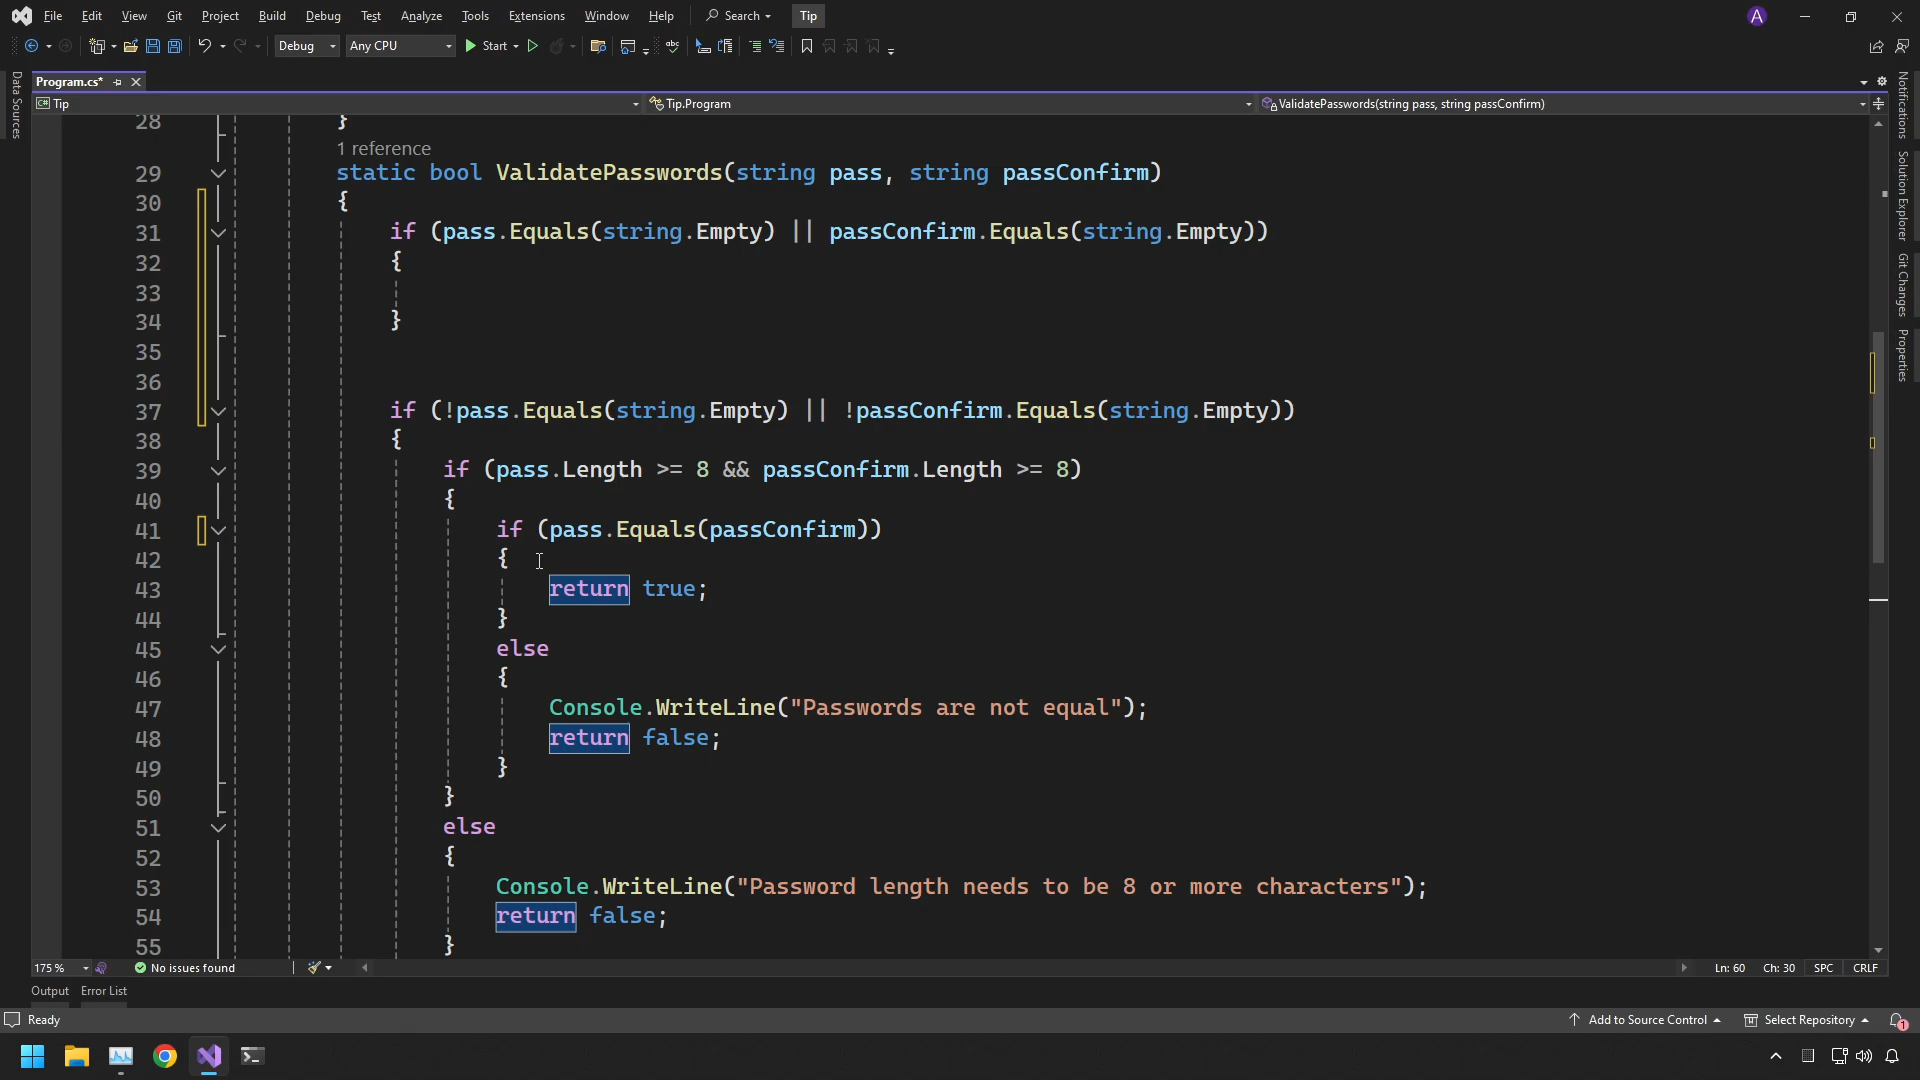 File Edit View Git Project Build Debug Test Analyze Tools Extensions Window Help Search Tip A
Debug Any CPU Start
Program.cs*
Tip Tip.Program ValidatePasswords(string pass, string passConfirm)
Data Sources
Notifications
Solution Explorer
Git Changes
Properties
28 }
1 reference
29 static bool ValidatePasswords(string pass, string passConfirm)
30 {
31 if (pass.Equals(string.Empty) || passConfirm.Equals(string.Empty))
32 {
33
34 }
35
36
37 if (!pass.Equals(string.Empty) || !passConfirm.Equals(string.Empty))
38 {
39 if (pass.Length >= 8 && passConfirm.Length >= 8)
40 {
41 if (pass.Equals(passConfirm))
42 {
43 return true;
44 }
45 else
46 {
47 Console.WriteLine("Passwords are not equal");
48 return false;
49 }
50 }
51 else
52 {
53 Console.WriteLine("Password length needs to be 8 or more characters");
54 return false;
55 }
175 % No issues found Ln: 60 Ch: 30 SPC CRLF
Output Error List
Ready Add to Source Control Select Repository 1